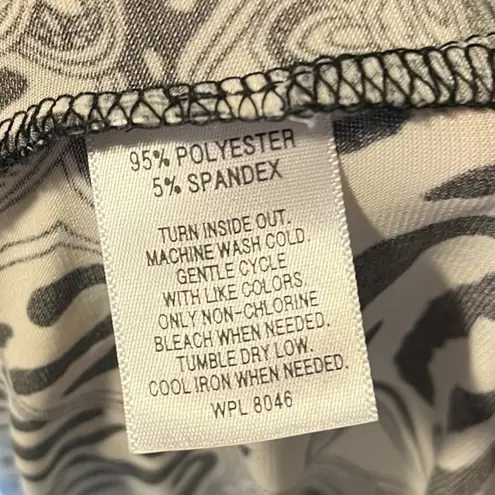 95% POLYESTER
5% SPANDEX
TURN INSIDE OUT.
MACHINE WASH COLD.
GENTLE CYCLE
WITH LIKE COLORS.
ONLY NON-CHLORINE
BLEACH WHEN NEEDED.
TUMBLE DRY LOW.
COOL IRON WHEN NEEDED.
WPL 8046